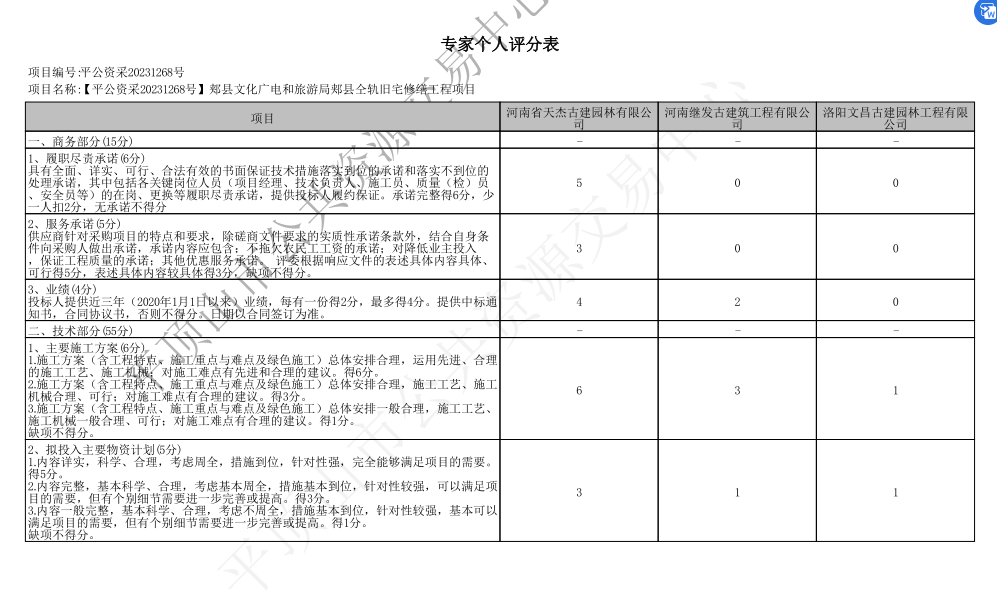 专家个人评分表
项目编号:平公资采20231268号
项目名称:【平公资采20231268号】郏县文化广电和旅游局郏县仝轨旧宅修缮工程项目
项目 河南省天杰古建园林有限公 河南继发古建筑工程有限公 洛阳文昌古建园林工程有限
司 司 公司
一、商务部分(15分) - - -
1、履职尽责承诺(6分)
具有全面、详实、可行、合法有效的书面保证技术措施落实到位的承诺和落实不到位的
处理承诺，其中包括各关键岗位人员（项目经理、技术负责人、施工员、质量（检）员
、安全员等）的在岗、更换等履职尽责承诺，提供投标人履约保证。承诺完整得6分，少
一人扣2分，无承诺不得分
5 0 0
2、服务承诺(5分)
供应商针对采购项目的特点和要求，除磋商文件要求的实质性承诺条款外，结合自身条
件向采购人做出承诺，承诺内容应包含：不拖欠农民工工资的承诺；对降低业主投入
，保证工程质量的承诺；其他优惠服务承诺。 评委根据响应文件的表述具体内容具体、
可行得5分，表述具体内容较具体得3分。缺项不得分。
3 0 0
3、业绩(4分)
投标人提供近三年（2020年1月1日以来）业绩，每有一份得2分，最多得4分。提供中标通
知书，合同协议书，否则不得分。日期以合同签订为准。
4 2 0
二、技术部分(55分) - - -
1、主要施工方案(6分)
1.施工方案（含工程特点、施工重点与难点及绿色施工）总体安排合理，运用先进、合理
的施工工艺、施工机械；对施工难点有先进和合理的建议。得6分。
2.施工方案（含工程特点、施工重点与难点及绿色施工）总体安排合理，施工工艺、施工
机械合理、可行；对施工难点有合理的建议。得3分。
3.施工方案（含工程特点、施工重点与难点及绿色施工）总体安排一般合理，施工工艺、
施工机械一般合理、可行；对施工难点有合理的建议。得1分。
缺项不得分。
6 3 1
2、拟投入主要物资计划(5分)
1.内容详实，科学、合理，考虑周全，措施到位，针对性强，完全能够满足项目的需要。
得5分。
2.内容完整，基本科学、合理，考虑基本周全，措施基本到位，针对性较强，可以满足项
目的需要，但有个别细节需要进一步完善或提高。得3分。
3.内容一般完整，基本科学、合理，考虑不周全，措施基本到位，针对性较强，基本可以
满足项目的需要，但有个别细节需要进一步完善或提高。得1分。
缺项不得分。
3 1 1
平顶山市公共资源交易中心
平顶山市公共资源交易中心
W